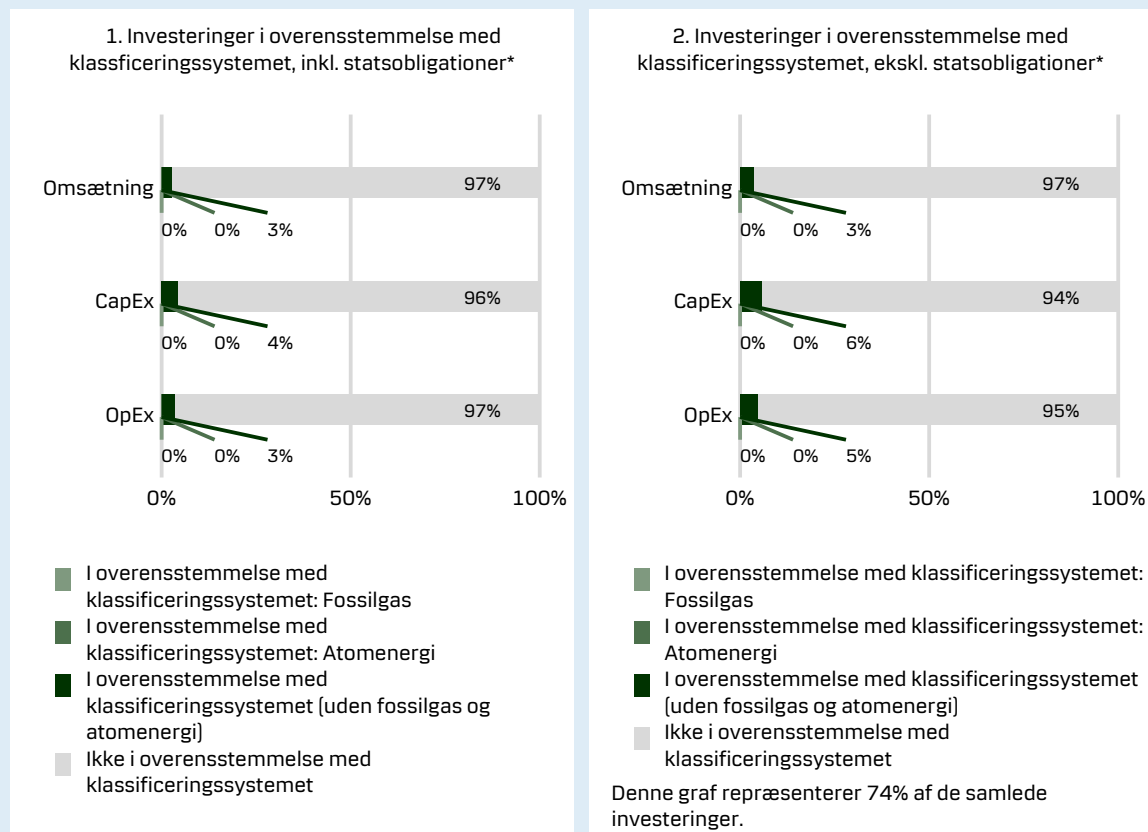 1. Investeringer i overensstemmelse med
klassficeringssystemet, inkl. statsobligationer*
Omsætning
97%
0% 0% 3%
CapEx
96%
0% 0% 4%
OpEx
97%
0% 0% 3%
0% 50% 100%
I overensstemmelse med
klassificeringssystemet: Fossilgas
I overensstemmelse med
klassificeringssystemet: Atomenergi
I overensstemmelse med
klassificeringssystemet (uden fossilgas og
atomenergi)
Ikke i overensstemmelse med
klassificeringssystemet
2. Investeringer i overensstemmelse med
klassificeringssystemet, ekskl. statsobligationer*
Omsætning
97%
0% 0% 3%
CapEx
94%
0% 0% 6%
OpEx
95%
0% 0% 5%
0% 50% 100%
I overensstemmelse med klassificeringssystemet:
Fossilgas
I overensstemmelse med klassificeringssystemet:
Atomenergi
I overensstemmelse med klassificeringssystemet
(uden fossilgas og atomenergi)
Ikke i overensstemmelse med
klassificeringssystemet
Denne graf repræsenterer 74% af de samlede
investeringer.